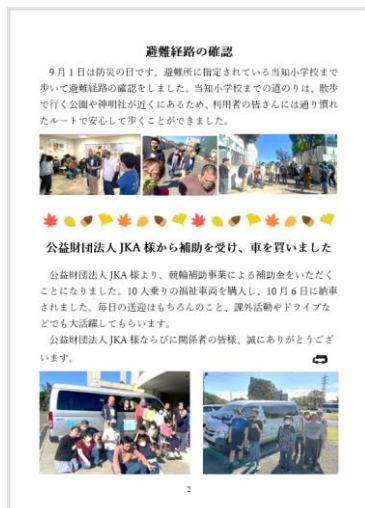 避難経路の確認
９月１日は防災の日です。避難所に指定されている当知小学校まで
歩いて避難経路の確認をしました。当知小学校までの道のりは、散歩
で行く公園や神明社が近くにあるため、利用者の皆さんには通り慣れ
たルートで安心して歩くことができました。
公益財団法人 JKA 様から補助を受け、車を買いました
公益財団法人 JKA 様より、競輪補助事業による補助金をいただく
ことになりました。10 人乗りの福祉車両を購入し、10 月 6 日に納車
されました。毎日の送迎はもちろんのこと、課外活動やドライブな
どでも大活躍してもらいます。
公益財団法人 JKA 様ならびに関係者の皆様、誠にありがとうござ
います。
2